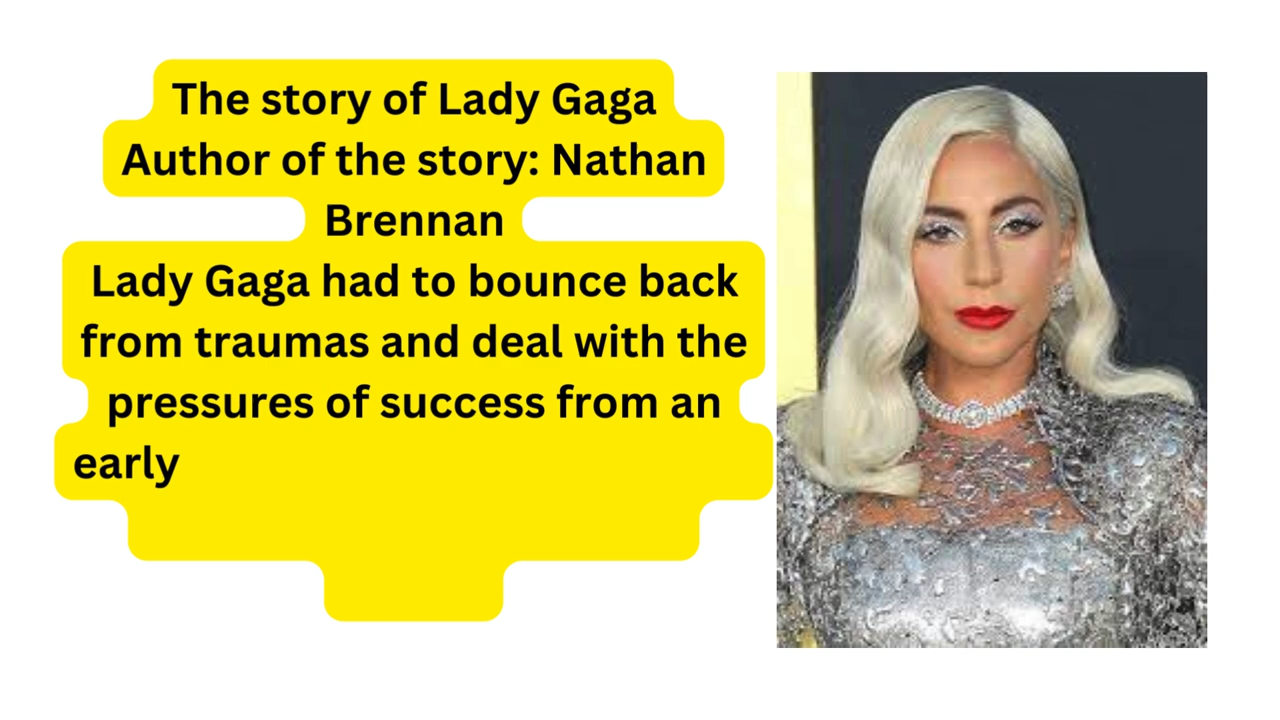 The story of Lady Gaga
Author of the story: Nathan
Brennan
Lady Gaga had to bounce back
from traumas and deal with the
pressures of success from an
early